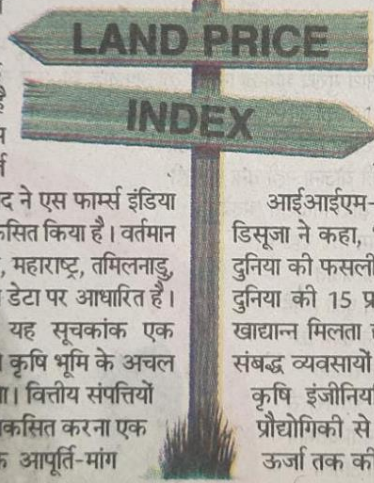 LAND PRICE
INDEX
द ने एस फार्म्स इंडिया
कसित किया है। वर्तमान
, महाराष्ट्र, तमिलनाडु,
डेटा पर आधारित है।
यह सूचकांक एक
कृषि भूमि के अचल
ा। वित्तीय संपत्तियों
कसित करना एक
आपूर्ति-मांग
आईआईएम-
डिसूजा ने कहा,
दुनिया की फसली
दुनिया की 15 प्र
खाद्यान्न मिलता
संबद्ध व्यवसायों
कृषि इंजीनियर
प्रौद्योगिकी से
ऊर्जा तक की